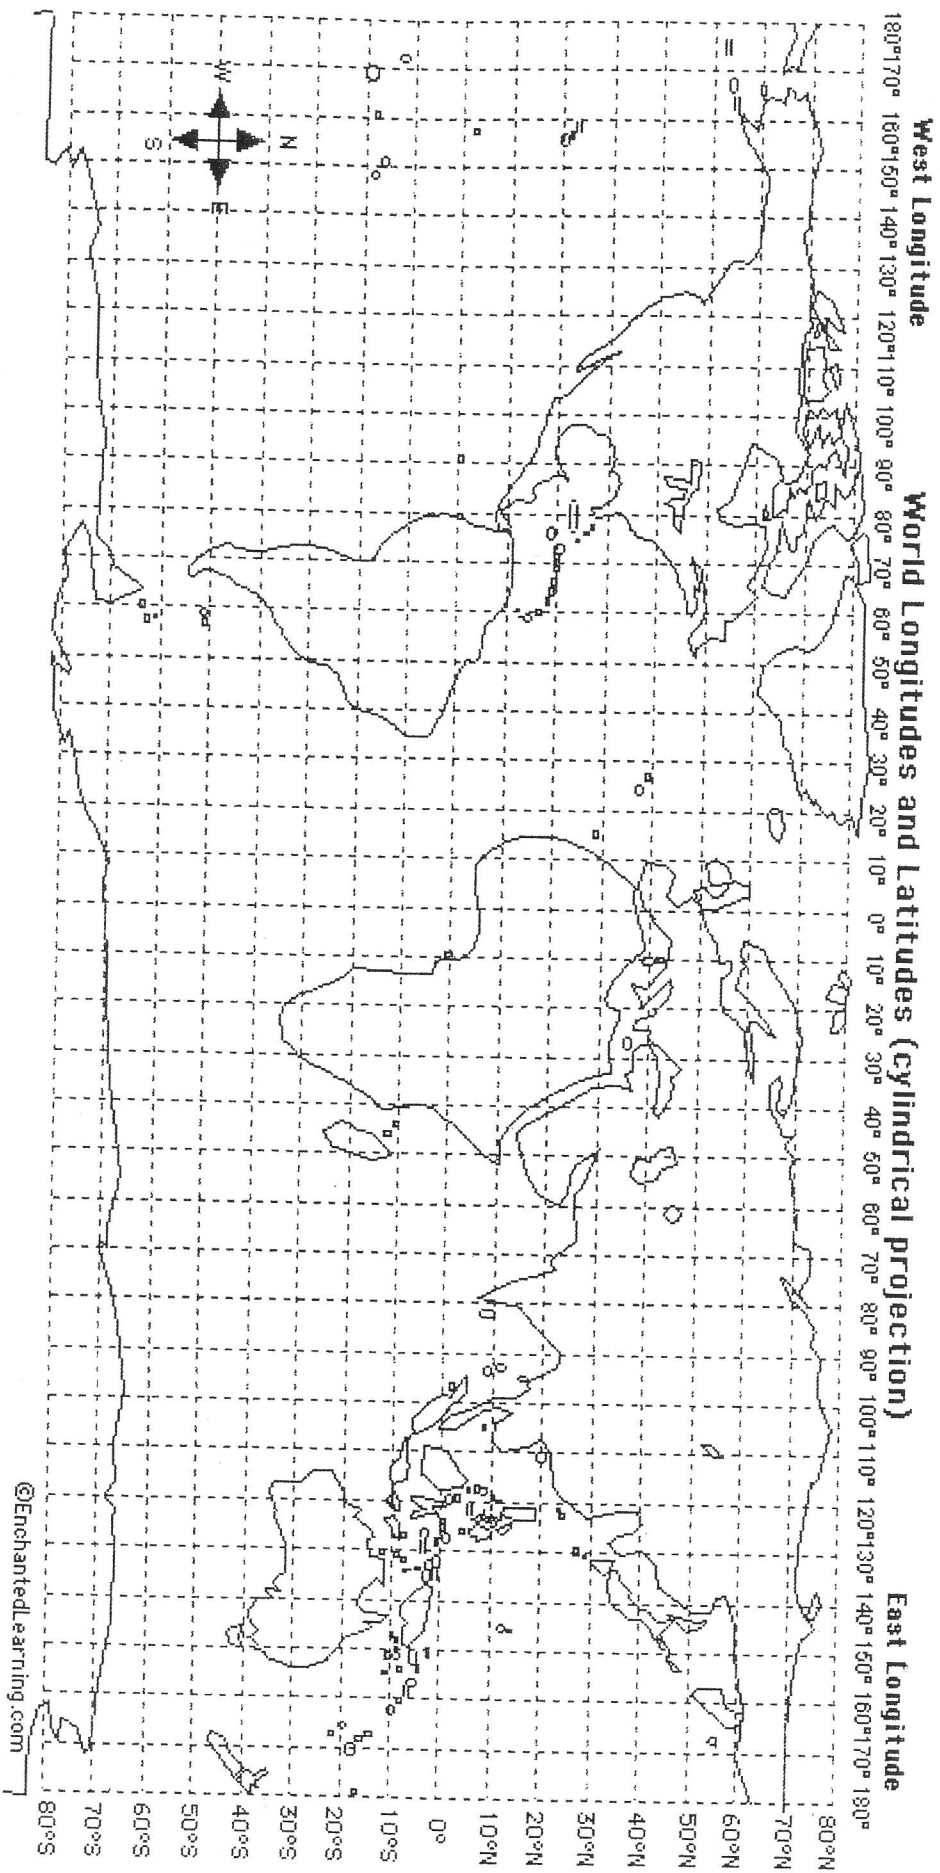 World Longitudes and Latitudes (cylindrical projection)
West Longitude
East Longitude
180° 170° 160° 150° 140° 130° 120° 110° 100° 90° 80° 70° 60° 50° 40° 30° 20° 10° 0° 10° 20° 30° 40° 50° 60° 70° 80° 90° 100° 110° 120° 130° 140° 150° 160° 170° 180°
80°N
70°N
60°N
50°N
40°N
30°N
20°N
10°N
0°
10°S
20°S
30°S
40°S
50°S
60°S
70°S
80°S
N
W
E
S
©EnchantedLearning.com